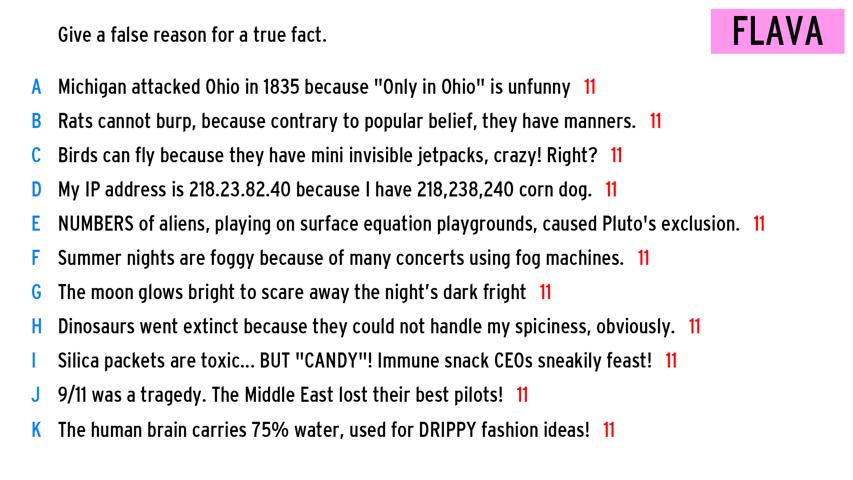 Give a false reason for a true fact.
FLAVA
A Michigan attacked Ohio in 1835 because "Only in Ohio" is unfunny 11
B Rats cannot burp, because contrary to popular belief, they have manners. 11
C Birds can fly because they have mini invisible jetpacks, crazy! Right? 11
D My IP address is 218.23.82.40 because I have 218,238,240 corn dog. 11
E NUMBERS of aliens, playing on surface equation playgrounds, caused Pluto's exclusion. 11
F Summer nights are foggy because of many concerts using fog machines. 11
G The moon glows bright to scare away the night’s dark fright 11
H Dinosaurs went extinct because they could not handle my spiciness, obviously. 11
I Silica packets are toxic... BUT "CANDY"! Immune snack CEOs sneakily feast! 11
J 9/11 was a tragedy. The Middle East lost their best pilots! 11
K The human brain carries 75% water, used for DRIPPY fashion ideas! 11